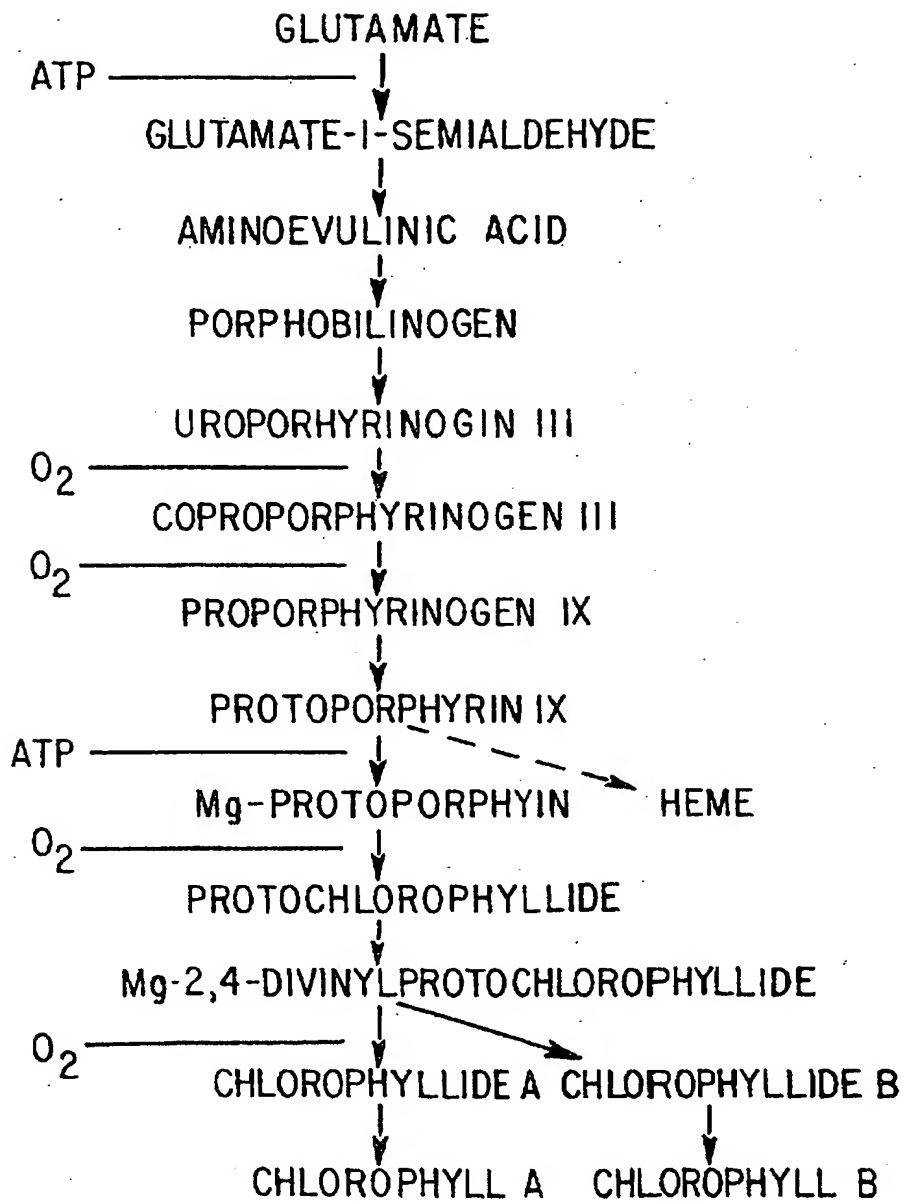 GLUTAMATE
ATP
GLUTAMATE-1-SEMIALDEHYDE
AMINOEVULINIC ACID
PORPHOBILINOGEN
UROPORHYRINOGIN III
O2
COPROPORPHYRINOGEN III
O2
PROPORPHYRINOGEN IX
PROTOPORPHYRIN IX
ATP
Mg-PROTOPORPHYIN HEME
O2
PROTOCHLOROPHYLLIDE
Mg-2,4-DIVINYLPROTOCHLOROPHYLLIDE
O2
CHLOROPHYLLIDE A CHLOROPHYLLIDE B
CHLOROPHYLL A CHLOROPHYLL B